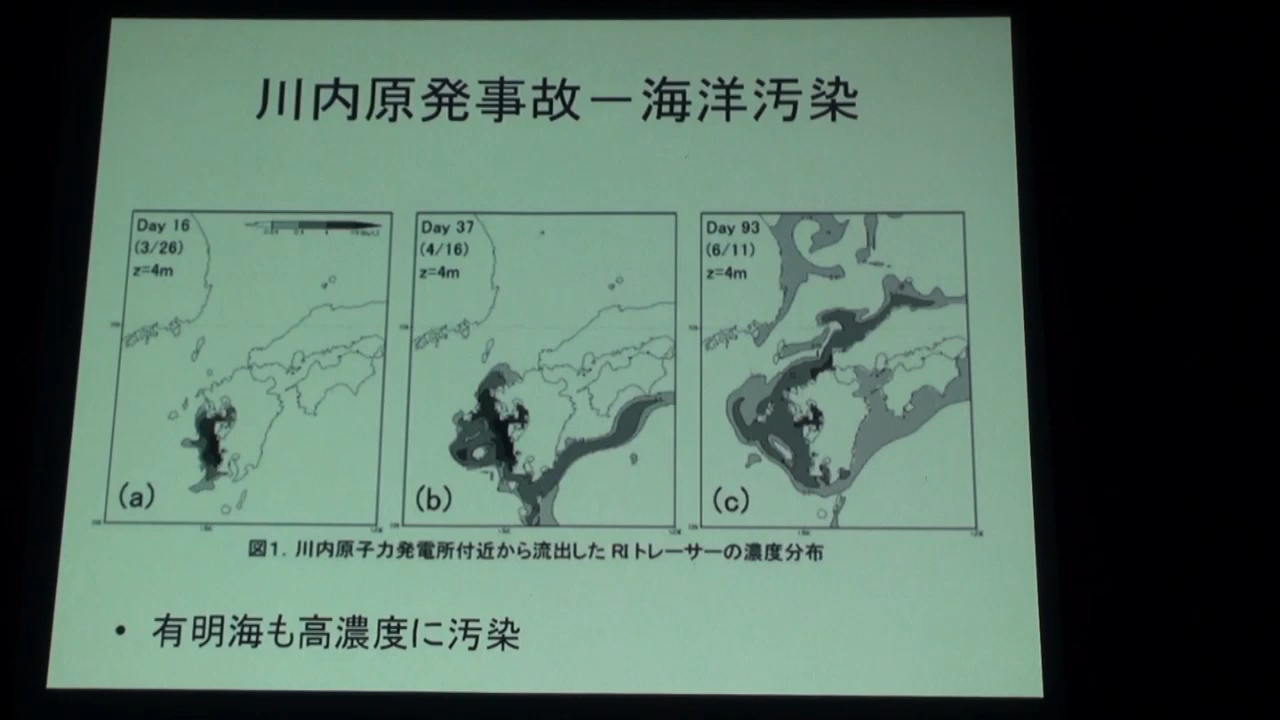 川内原発事故－海洋汚染
Day 16
(3/26)
z=4m
(a)
Day 37
(4/16)
z=4m
(b)
Day 93
(6/11)
z=4m
(c)
図1. 川内原子力発電所付近から流出したRIトレーサーの濃度分布
• 有明海も高濃度に汚染